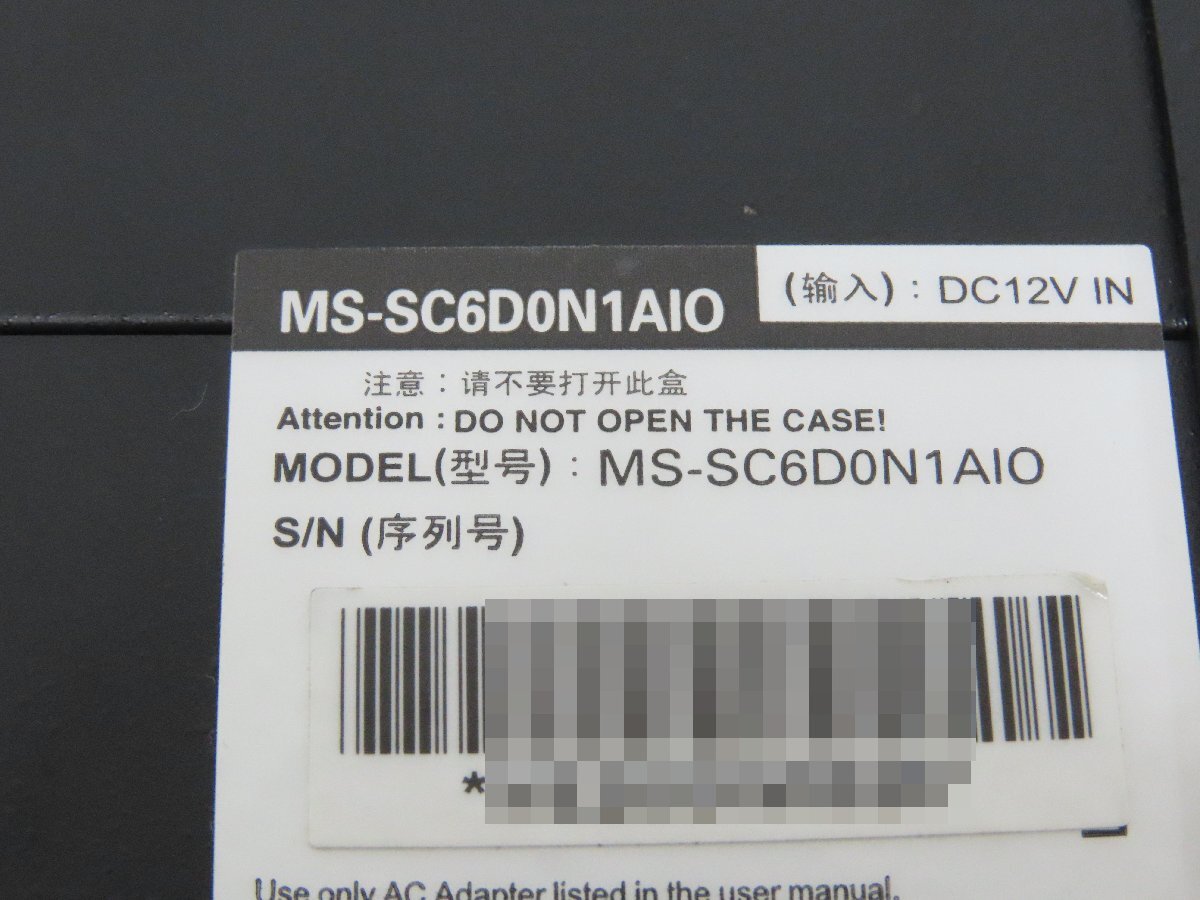 MS-SC6D0N1AIO
(输入) : DC12V IN
注意 : 请不要打开此盒
Attention : DO NOT OPEN THE CASE!
MODEL(型号) : MS-SC6D0N1AIO
S/N (序列号)
*
Use only AC Adapter listed in the user manual.